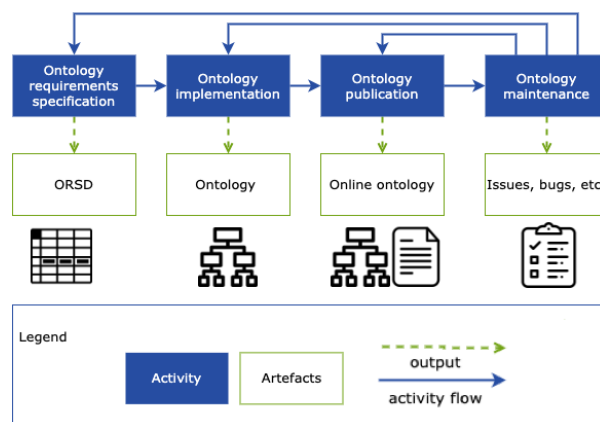 Ontology
requirements
specification
Ontology
implementation
Ontology
publication
Ontology
maintenance
ORSD
Ontology
Online ontology
Issues, bugs, etc
Legend
Activity
Artefacts
output
activity flow